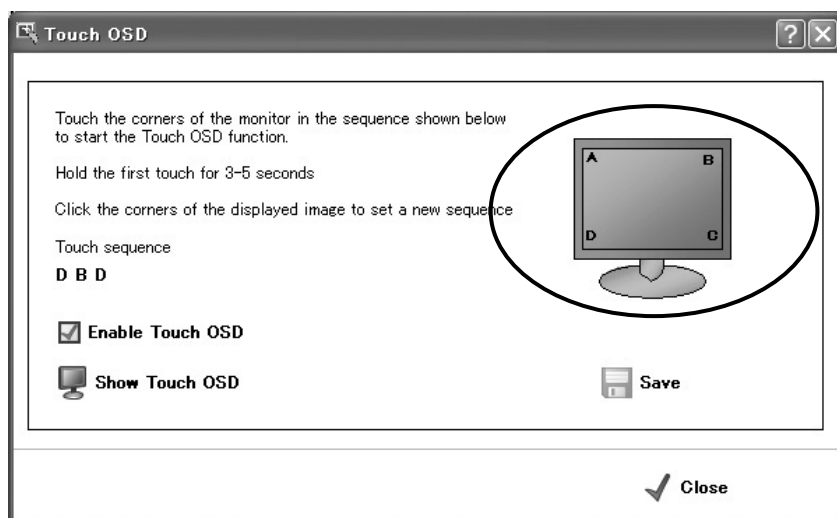 Touch OSD
Touch the corners of the monitor in the sequence shown below
to start the Touch OSD function.
Hold the first touch for 3-5 seconds
Click the corners of the displayed image to set a new sequence
Touch sequence
D B D
A B
D C
Enable Touch OSD
Show Touch OSD
Save
Close